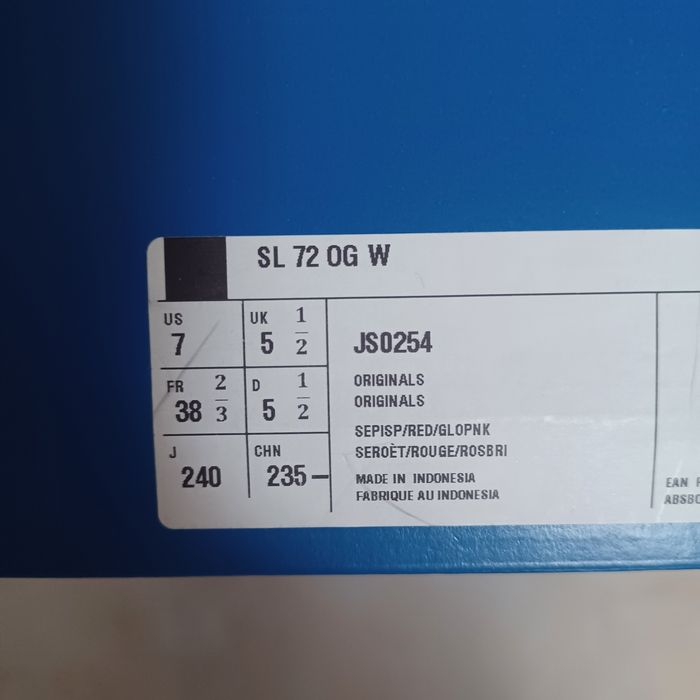 SL 72 OG W
US 7
UK 5 1/2
FR 38 2/3
D 5 1/2
J 240
CHN 235-
JS0254
ORIGINALS
ORIGINALS
SEPISP/RED/GLOPNK
SEROËT/ROUGE/ROSBRI
MADE IN INDONESIA
FABRIQUE AU INDONESIA
EAN